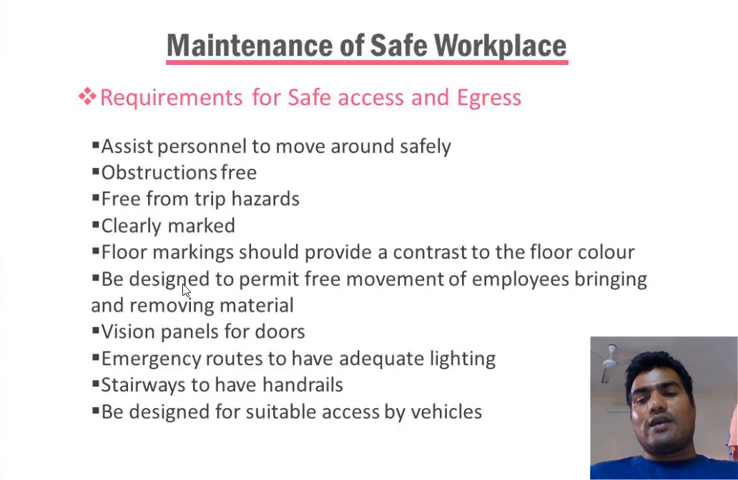 Maintenance of Safe Workplace
❖Requirements for Safe access and Egress
▪Assist personnel to move around safely
▪Obstructions free
▪Free from trip hazards
▪Clearly marked
▪Floor markings should provide a contrast to the floor colour
▪Be designed to permit free movement of employees bringing
and removing material
▪Vision panels for doors
▪Emergency routes to have adequate lighting
▪Stairways to have handrails
▪Be designed for suitable access by vehicles